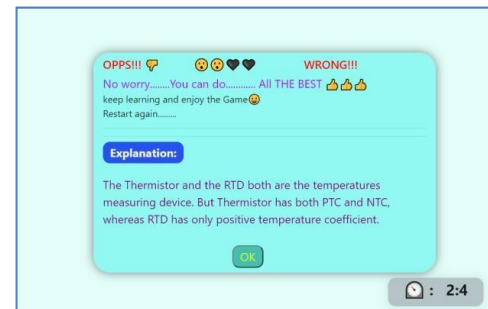 OPPS!!! 👎 😮😮🖤🖤 WRONG!!!
No worry........You can do............ All THE BEST 👍👍👍
keep learning and enjoy the Game😀
Restart again.........
Explanation:
The Thermistor and the RTD both are the temperatures
measuring device. But Thermistor has both PTC and NTC,
whereas RTD has only positive temperature coefficient.
OK
: 2:4